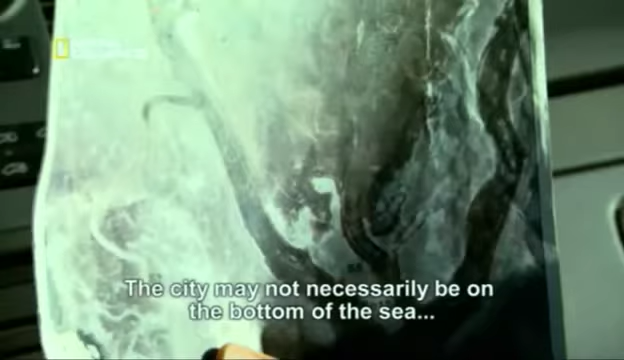 The city may not necessarily be on
the bottom of the sea...